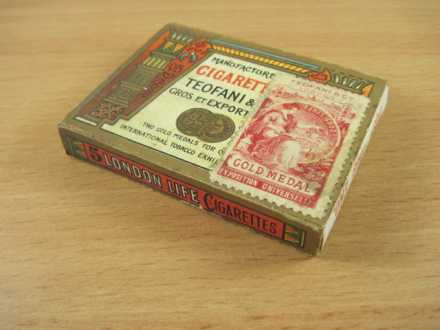 MANUFACTURE
CIGARETTE
TEOFANI &
GROS ET EXPORT
TWO GOLD MEDALS FOR
INTERNATIONAL TOBACCO EXHI
GOLD MEDAL
EXPOSITION UNIVERSELLE
5 LONDON LIFE CIGARETTES